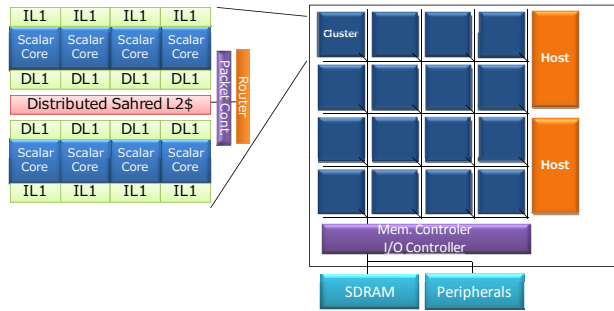 IL1 IL1 IL1 IL1
Scalar Core Scalar Core Scalar Core Scalar Core
DL1 DL1 DL1 DL1
Distributed Sahred L2$
DL1 DL1 DL1 DL1
Scalar Core Scalar Core Scalar Core Scalar Core
IL1 IL1 IL1 IL1
Packet Cont.
Router
Cluster
Host
Host
Mem. Controler
I/O Controller
SDRAM
Peripherals